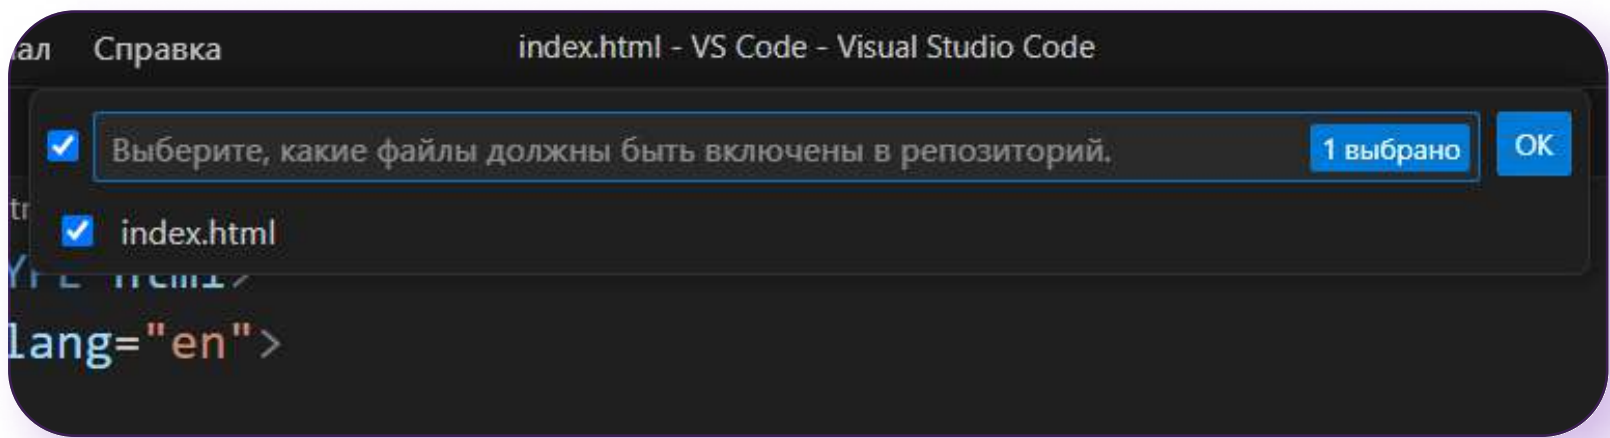 ал Справка index.html - VS Code - Visual Studio Code
Выберите, какие файлы должны быть включены в репозиторий. 1 выбрано OK
index.html
lang="en">